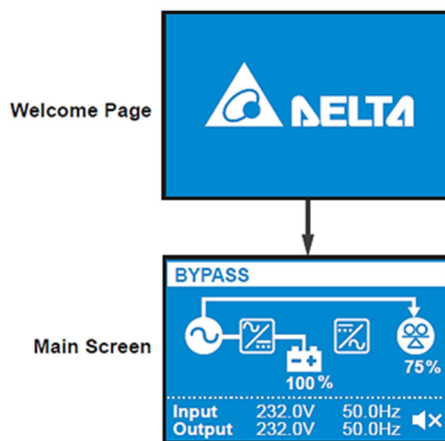 Welcome Page
DELTA
Main Screen
BYPASS
100%
75%
Input 232.0V 50.0Hz
Output 232.0V 50.0Hz